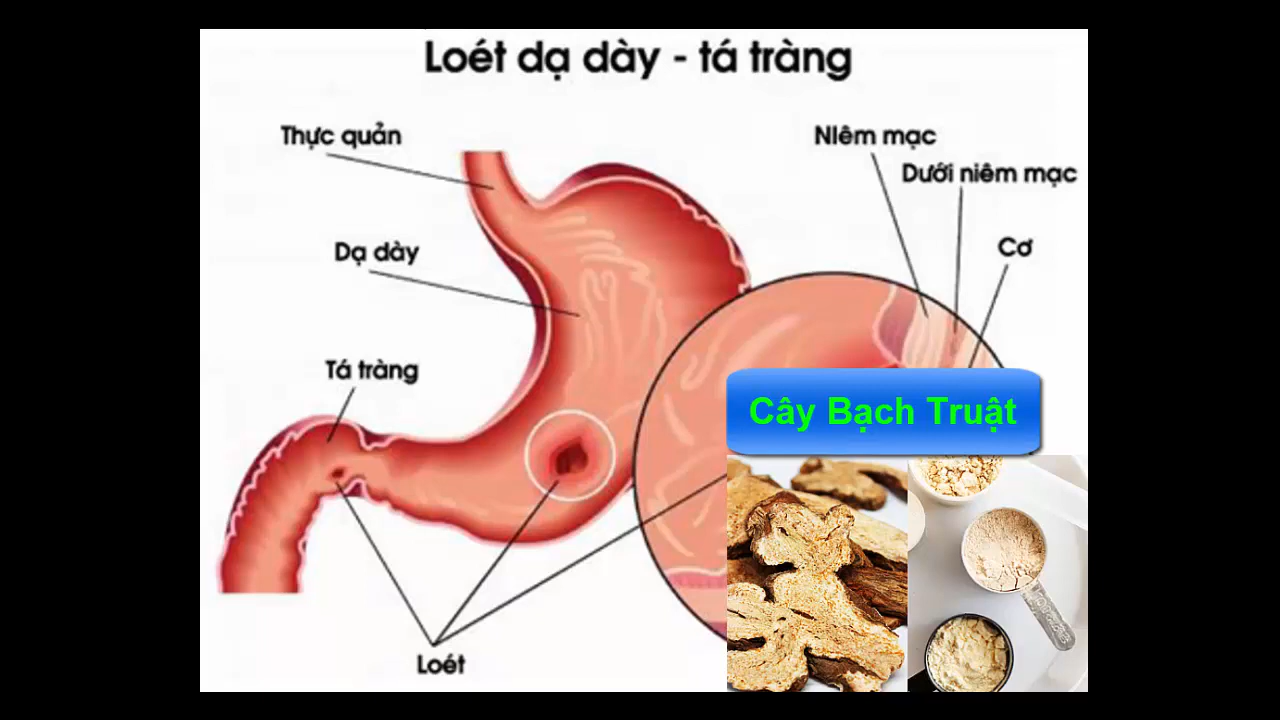 Loét dạ dày - tá tràng
Thực quản
Niêm mạc
Dưới niêm mạc
Cơ
Dạ dày
Tá tràng
Cây Bạch Truật
Loét